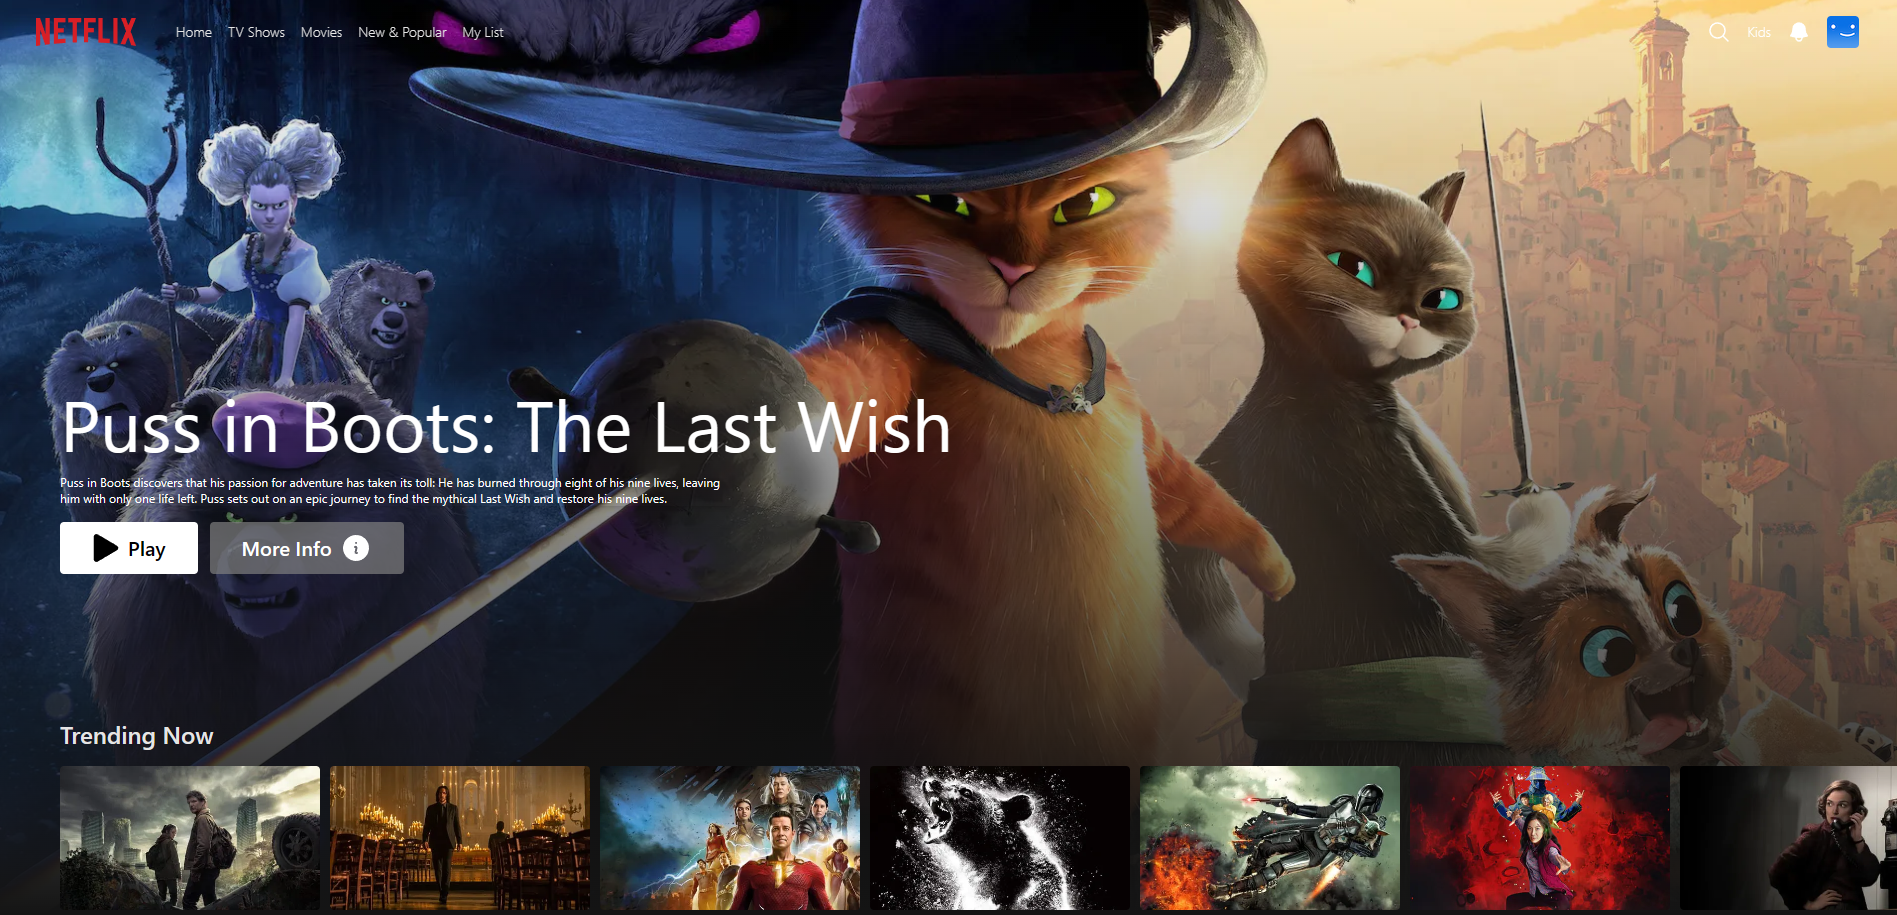 NETFLIX
Home
TV Shows
Movies
New & Popular
My List
Kids
Puss in Boots: The Last Wish
Puss in Boots discovers that his passion for adventure has taken its toll: He has burned through eight of his nine lives, leaving
him with only one life left. Puss sets out on an epic journey to find the mythical Last Wish and restore his nine lives.
Play
More Info
Trending Now